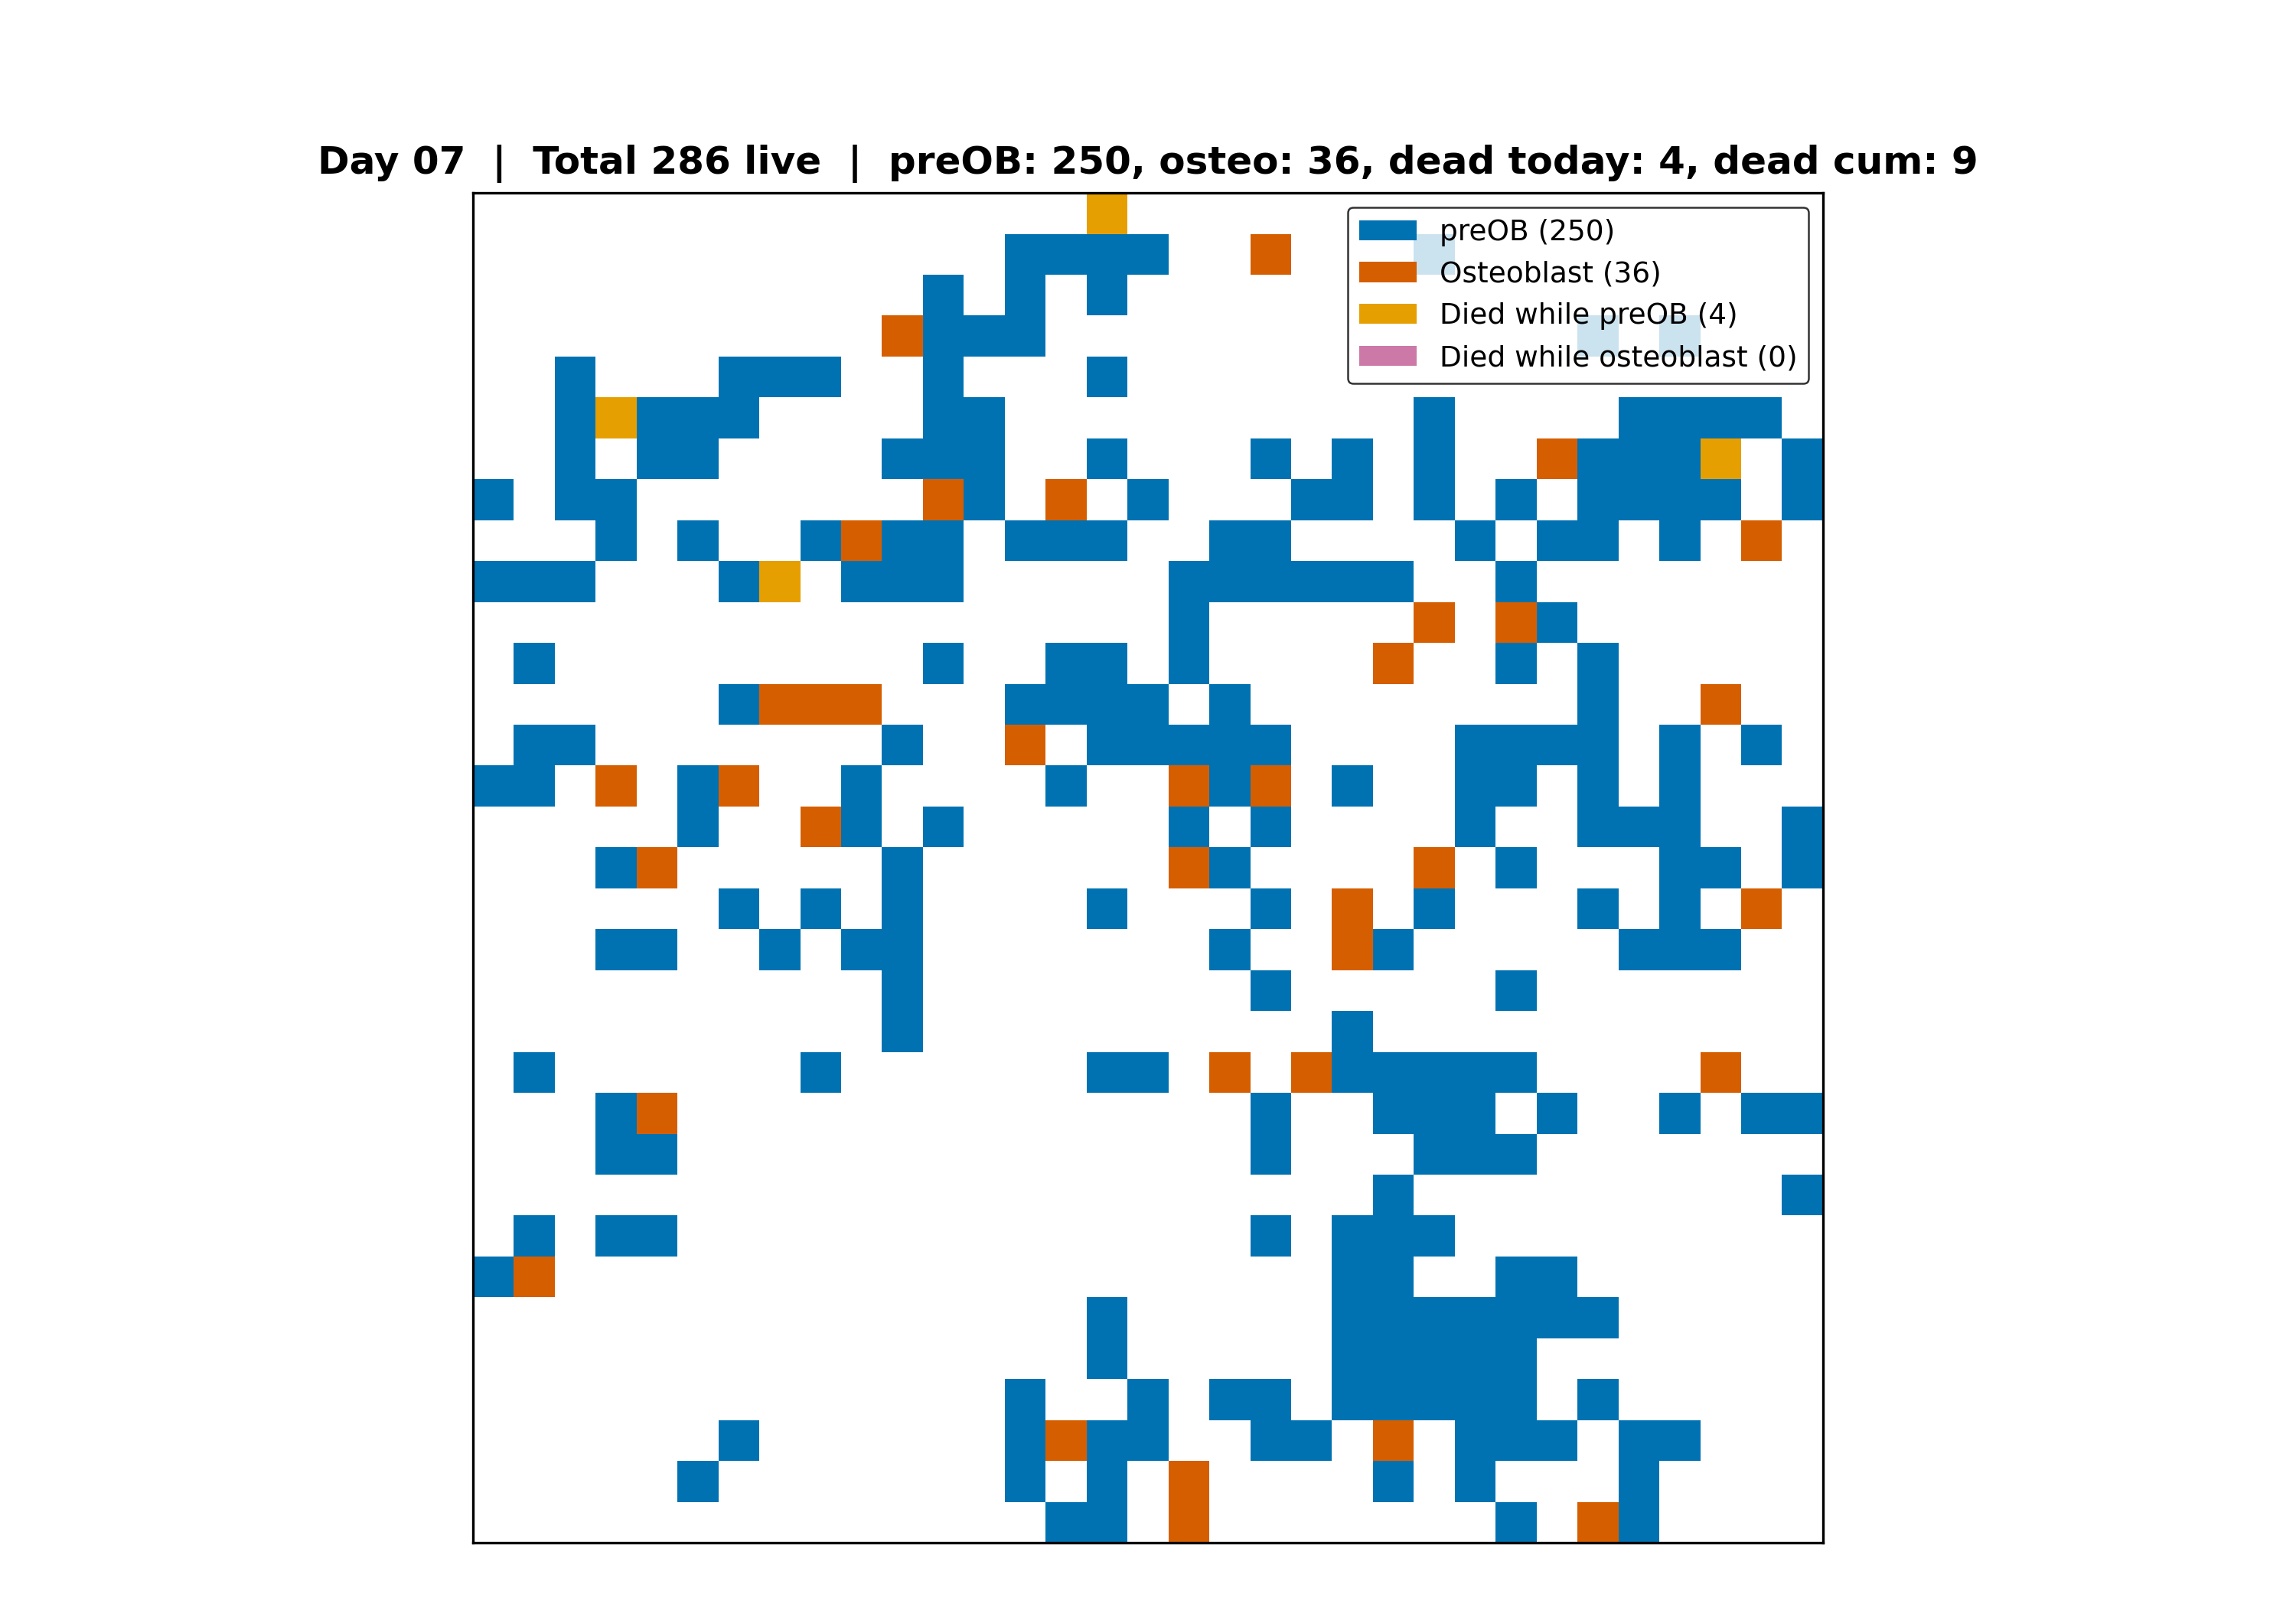 Day 07 | Total 286 live | preOB: 250, osteo: 36, dead today: 4, dead cum: 9
preOB (250)
Osteoblast (36)
Died while preOB (4)
Died while osteoblast (0)